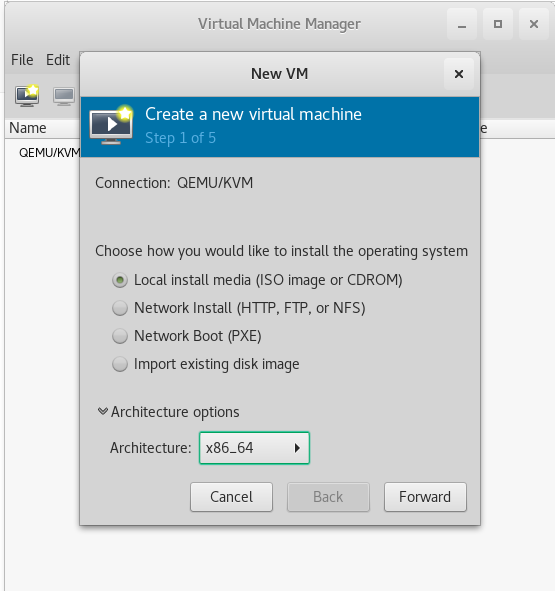 Virtual Machine Manager
File Edit
New VM
Create a new virtual machine
Step 1 of 5
Name
QEMU/KVM
Connection: QEMU/KVM
Choose how you would like to install the operating system
Local install media (ISO image or CDROM)
Network Install (HTTP, FTP, or NFS)
Network Boot (PXE)
Import existing disk image
Architecture options
Architecture: x86_64
Cancel Back Forward